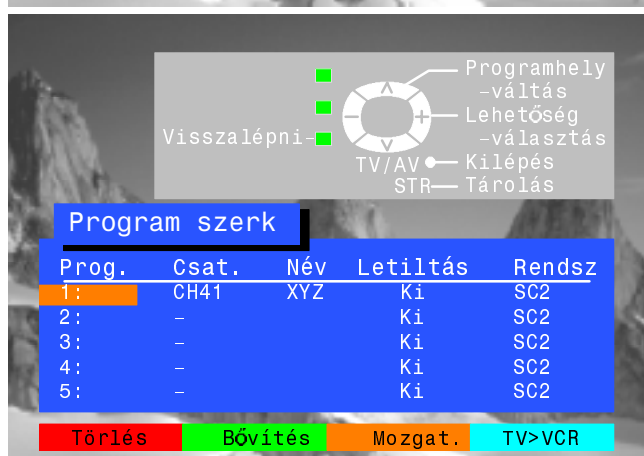 Programhely
-váltás
Lehetőség
Visszalépni- -választás
TV/AV Kilépés
STR Tárolás
Program szerk
Prog. Csat. Név Letiltás Rendsz
1: CH41 XYZ Ki SC2
2: - Ki SC2
3: - Ki SC2
4: - Ki SC2
5: - Ki SC2
Törlés Bővítés Mozgat. TV>VCR